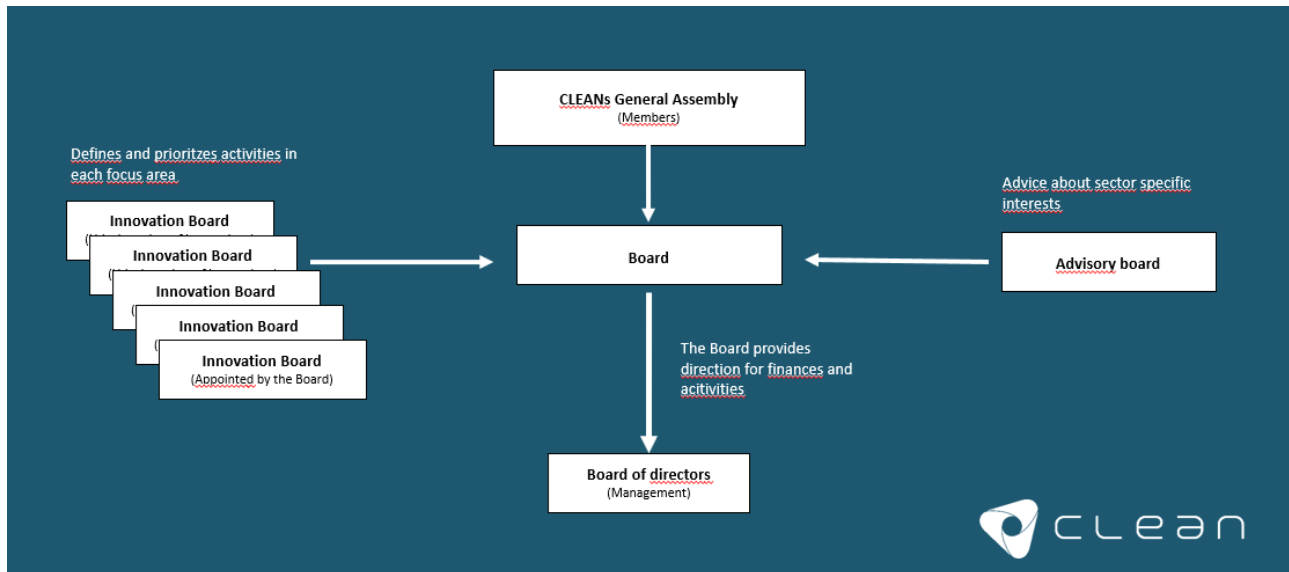 CLEANs General Assembly
(Members)
Defines and prioritzes activities in
each focus area
Innovation Board
Innovation Board
Innovation Board
Innovation Board
Innovation Board
(Appointed by the Board)
Board
Advice about sector specific
interests
Advisory board
The Board provides
direction for finances and
acitivities
Board of directors
(Management)
clean